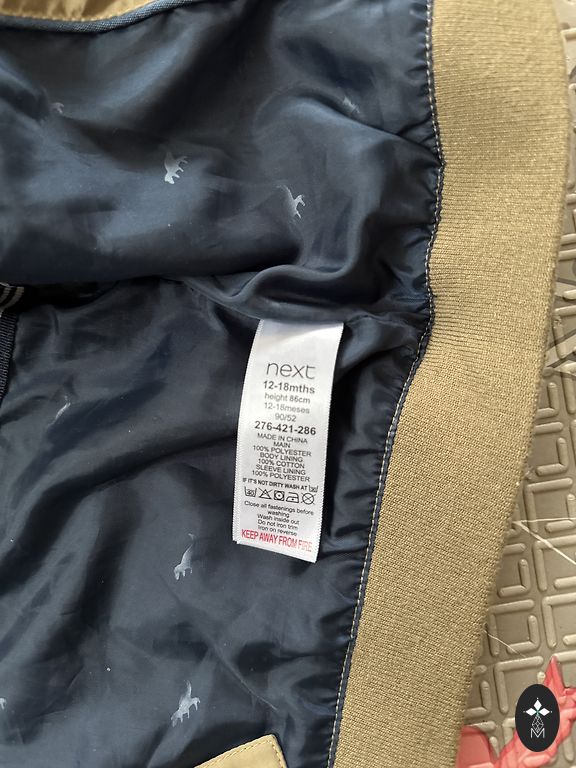 next
12-18mths
height 86cm
12-18meses
90/52
276-421-286
MADE IN CHINA
MAIN
100% POLYESTER
BODY LINING
100% COTTON
SLEEVE LINING
100% POLYESTER
IF IT'S NOT DIRTY WASH AT
Close all fastenings before
washing
Wash inside out
Do not iron trim
Iron on reverse
KEEP AWAY FROM FIRE
M